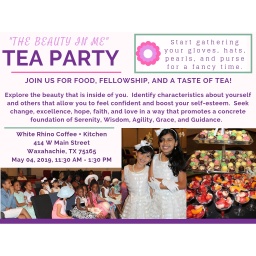 "THE BEAUTY IN ME"
TEA PARTY
Start gathering
your gloves, hats,
pearls, and purse
for a fancy time.
JOIN US FOR FOOD, FELLOWSHIP, AND A TASTE OF TEA!
Explore the beauty that is inside of you. Identify characteristics about yourself
and others that allow you to feel confident and boost your self-esteem. Seek
change, excellence, hope, faith, and love in a way that promotes a concrete
foundation of Serenity, Wisdom, Agility, Grace, and Guidance.
White Rhino Coffee + Kitchen
414 W Main Street
Waxahachie, TX 75165
May 04, 2019, 11:30 AM - 1:30 PM